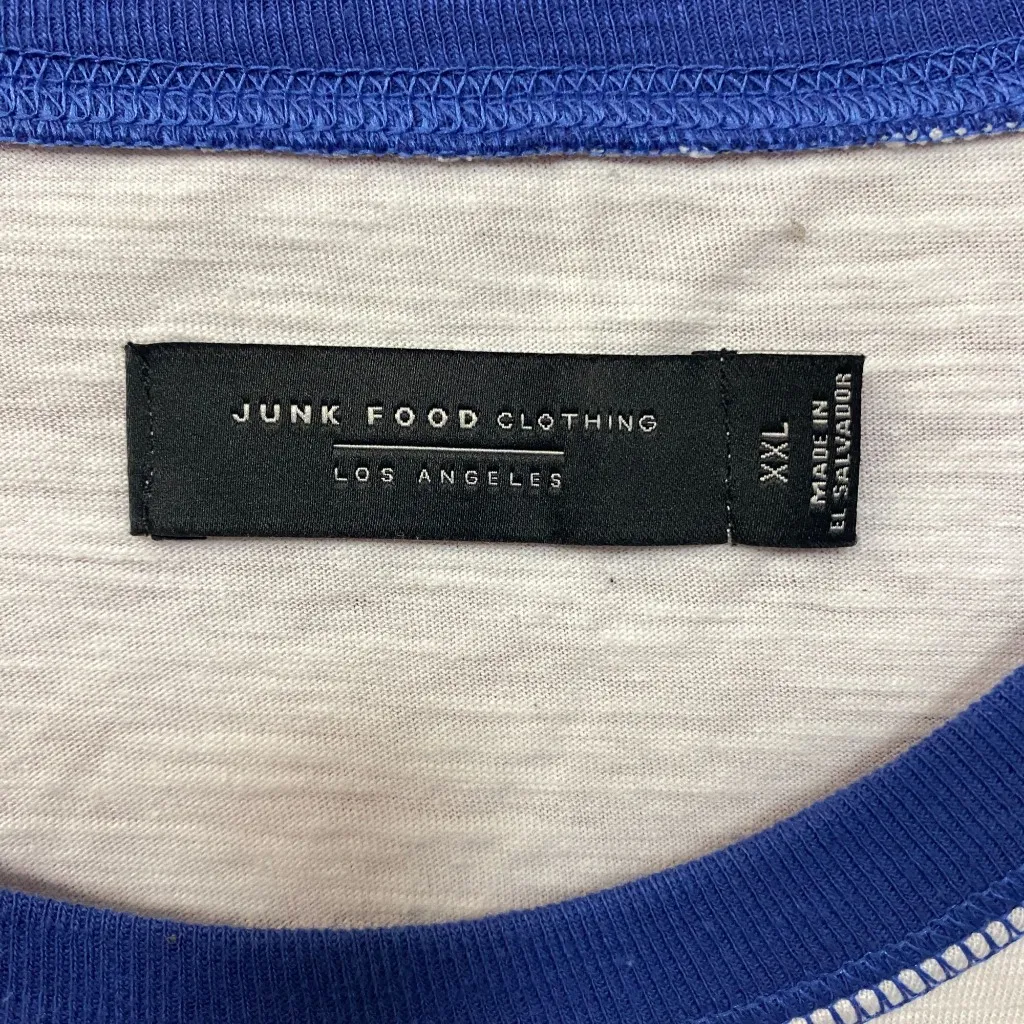 JUNK FOOD CLOTHING
LOS ANGELES
XXL
MADE IN
EL SALVADOR